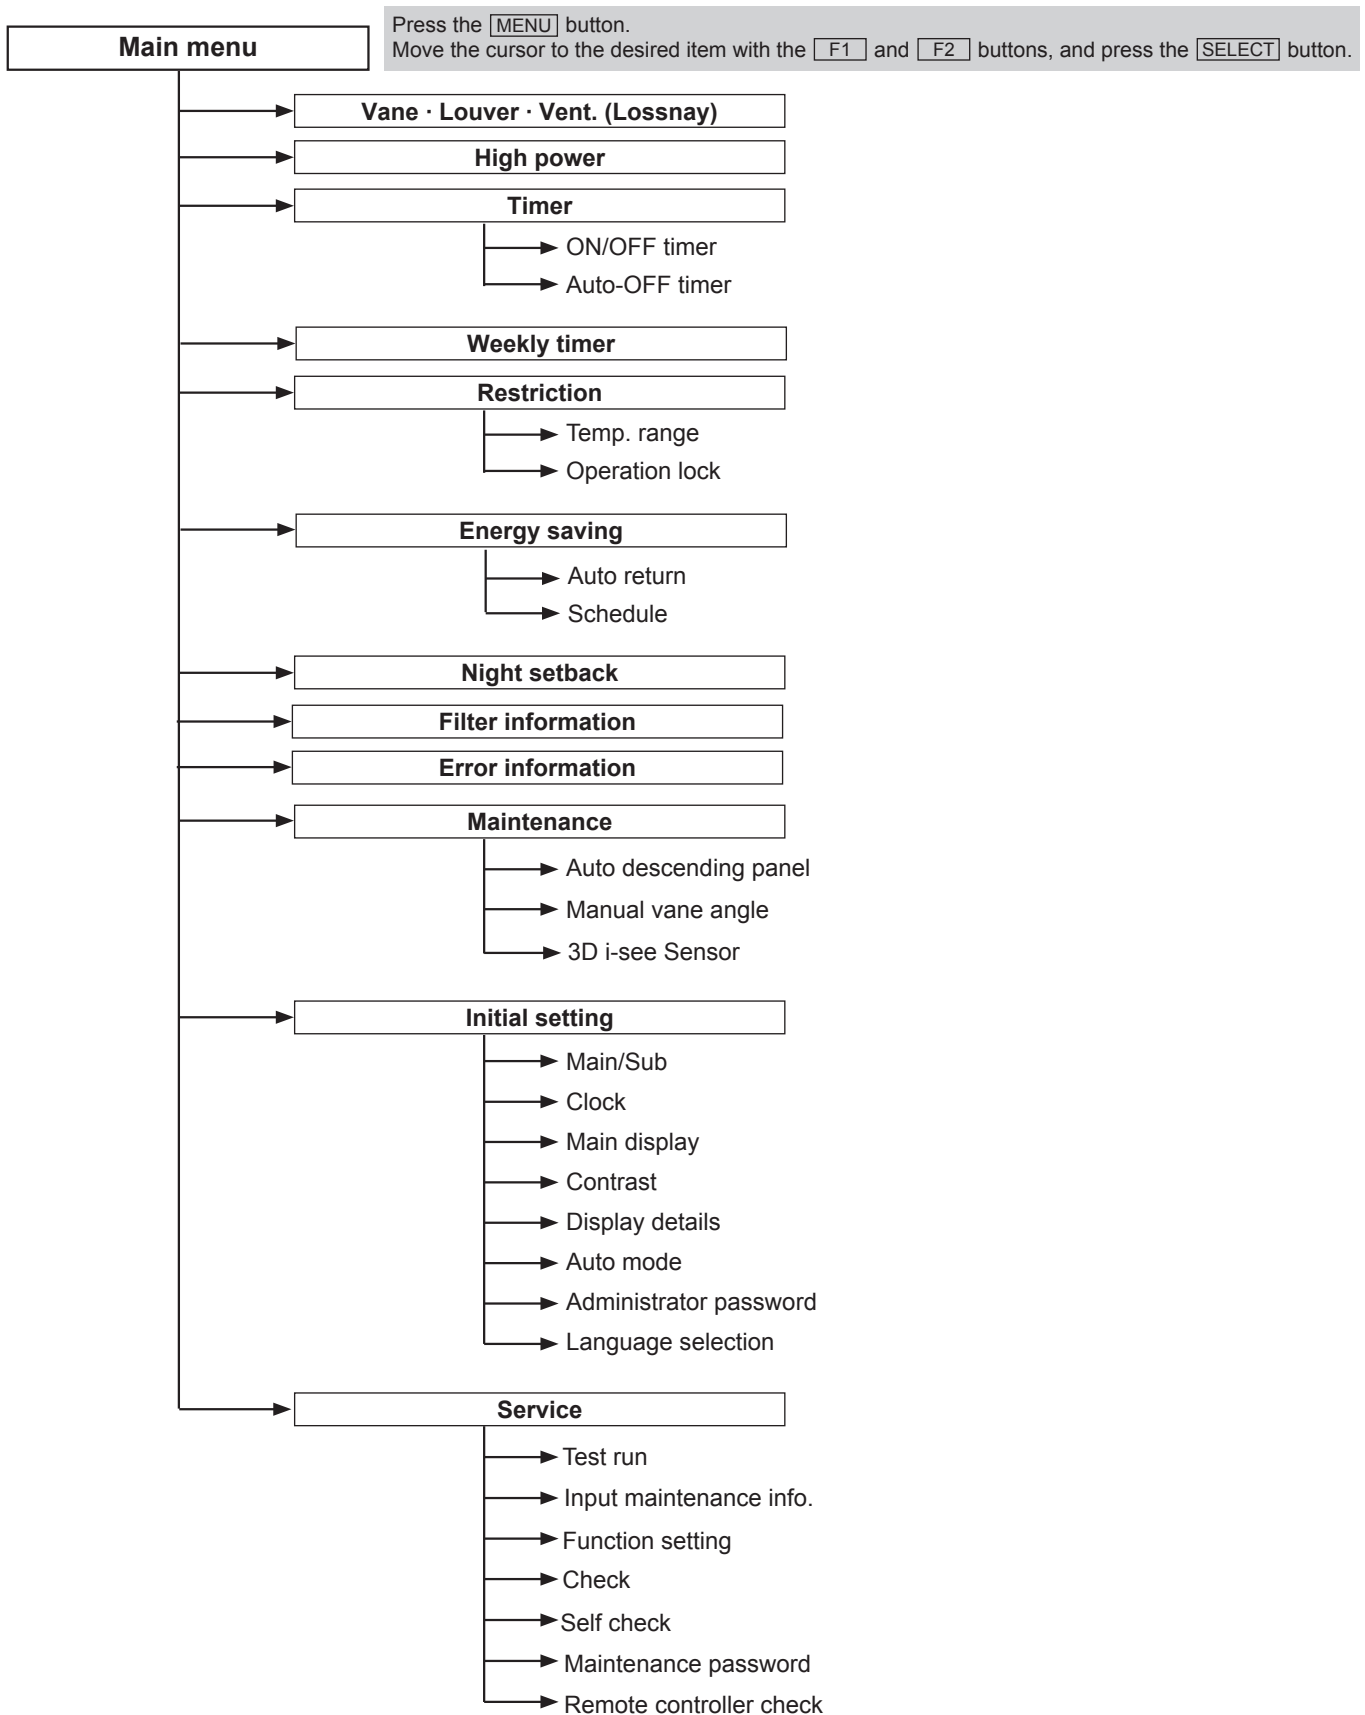 Main menu
Press the MENU button.
Move the cursor to the desired item with the F1 and F2 buttons, and press the SELECT button.
Vane · Louver · Vent. (Lossnay)
High power
Timer
ON/OFF timer
Auto-OFF timer
Weekly timer
Restriction
Temp. range
Operation lock
Energy saving
Auto return
Schedule
Night setback
Filter information
Error information
Maintenance
Auto descending panel
Manual vane angle
3D i-see Sensor
Initial setting
Main/Sub
Clock
Main display
Contrast
Display details
Auto mode
Administrator password
Language selection
Service
Test run
Input maintenance info.
Function setting
Check
Self check
Maintenance password
Remote controller check